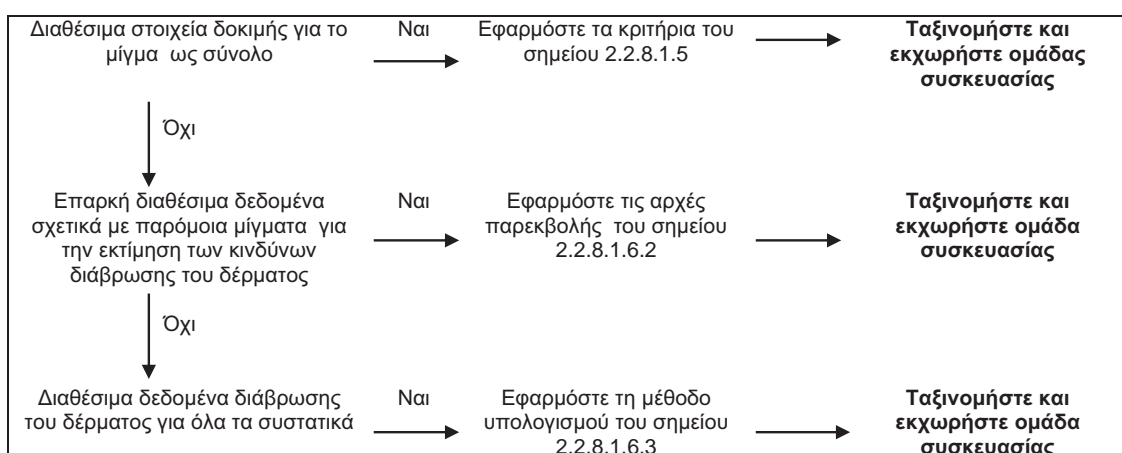 Διαθέσιμα στοιχεία δοκιμής για το
μίγμα ως σύνολο
Ναι
Εφαρμόστε τα κριτήρια του
σημείου 2.2.8.1.5
Ταξινομήστε και
εκχωρήστε ομάδας
συσκευασίας
Όχι
Επαρκή διαθέσιμα δεδομένα
σχετικά με παρόμοια μίγματα για
την εκτίμηση των κινδύνων
διάβρωσης του δέρματος
Ναι
Εφαρμόστε τις αρχές
παρεκβολής του σημείου
2.2.8.1.6.2
Ταξινομήστε και
εκχωρήστε ομάδα
συσκευασίας
Όχι
Διαθέσιμα δεδομένα διάβρωσης
του δέρματος για όλα τα συστατικά
Ναι
Εφαρμόστε τη μέθοδο
υπολογισμού του σημείου
2.2.8.1.6.3
Ταξινομήστε και
εκχωρήστε ομάδα
συσκευασίας